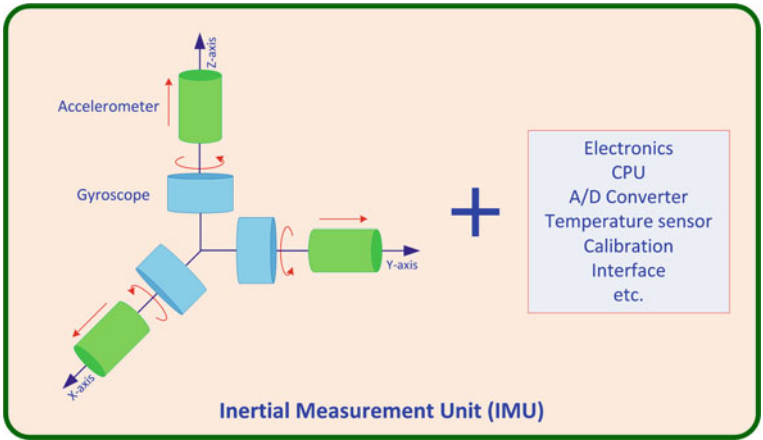 Z-axis
Accelerometer
Gyroscope
Y-axis
X-axis
Electronics
CPU
A/D Converter
Temperature sensor
Calibration
Interface
etc.
Inertial Measurement Unit (IMU)